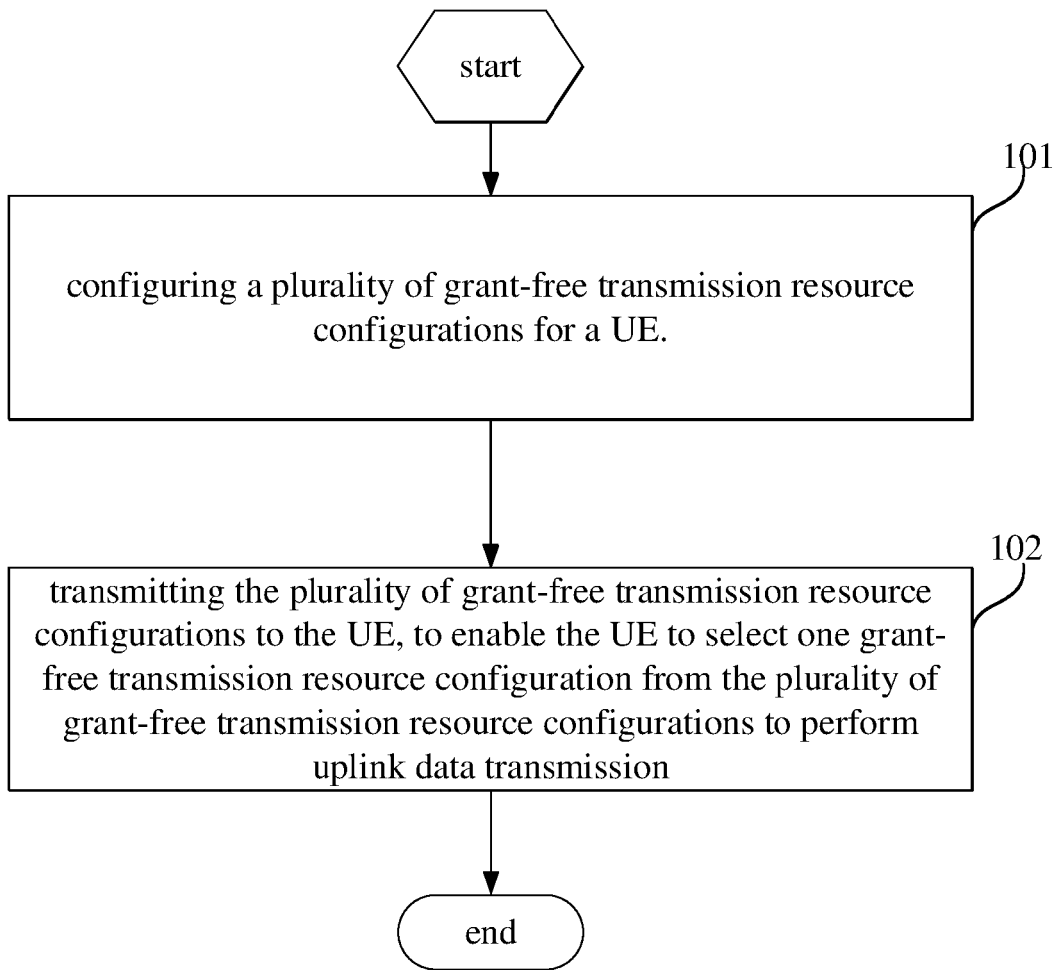 start
101
configuring a plurality of grant-free transmission resource
configurations for a UE.
102
transmitting the plurality of grant-free transmission resource
configurations to the UE, to enable the UE to select one grant-
free transmission resource configuration from the plurality of
grant-free transmission resource configurations to perform
uplink data transmission
end